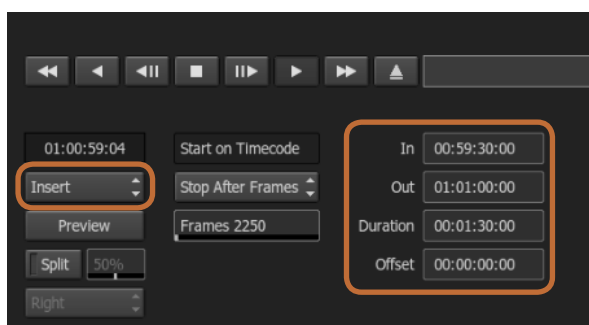 01:00:59:04
Start on Timecode
In 00:59:30:00
Insert
Stop After Frames
Out 01:01:00:00
Preview
Frames 2250
Duration 00:01:30:00
Split 50%
Offset 00:00:00:00
Right